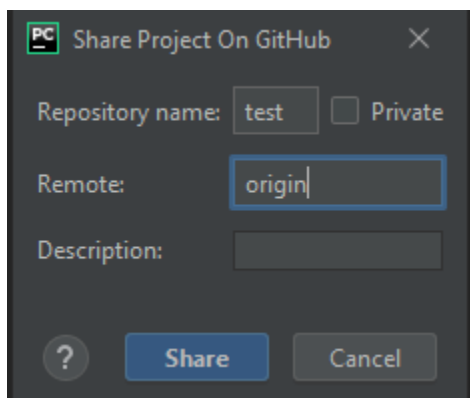 PC Share Project On GitHub
Repository name: test Private
Remote: origin
Description:
? Share Cancel